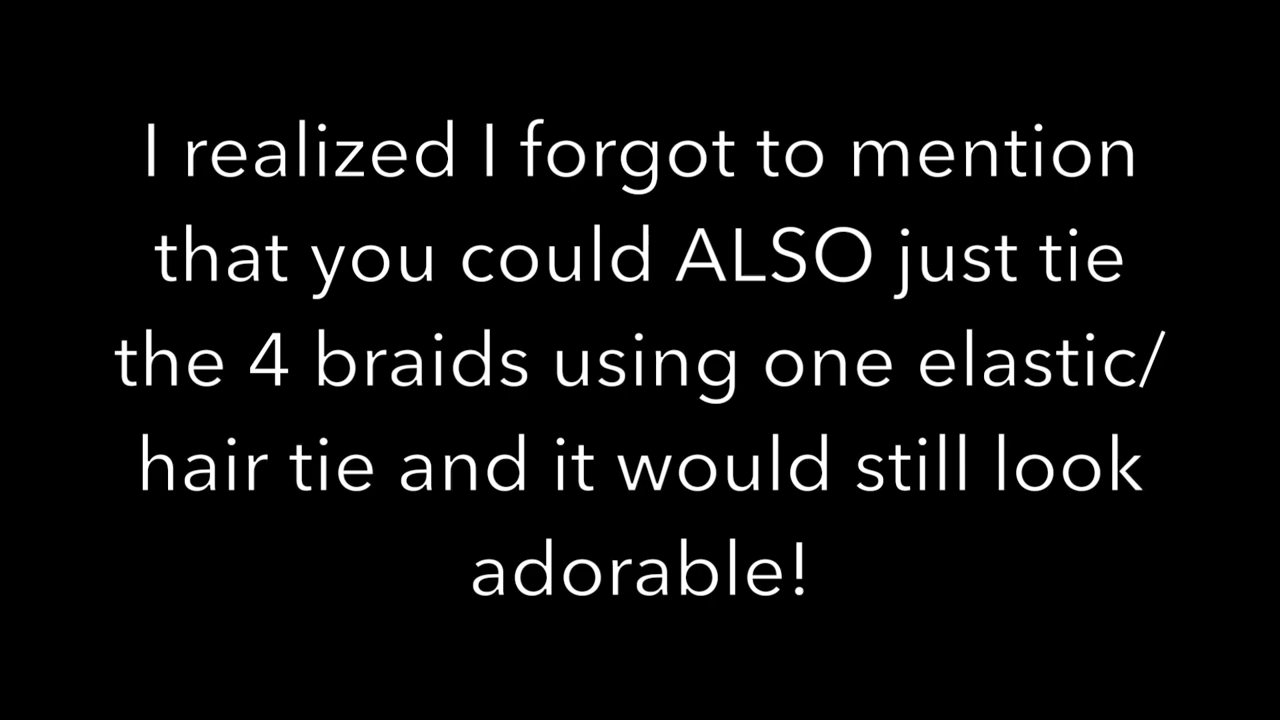 I realized I forgot to mention
that you could ALSO just tie
the 4 braids using one elastic/
hair tie and it would still look
adorable!